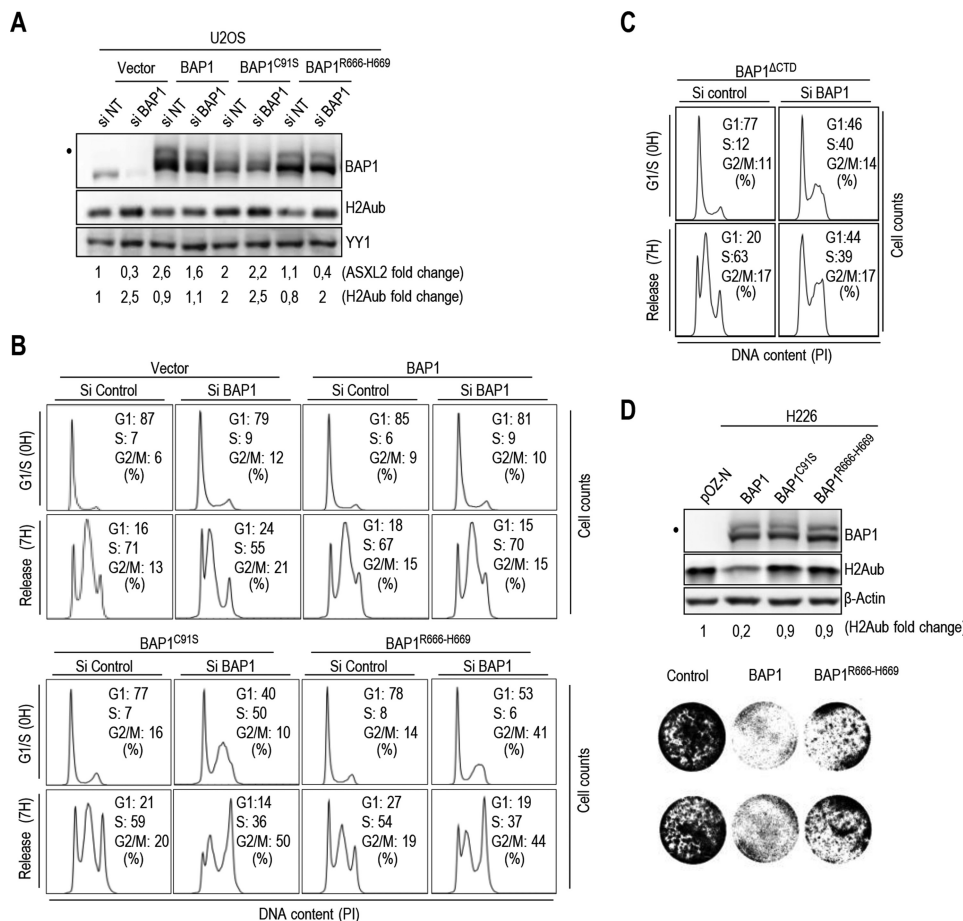 A
U2OS
Vector BAP1 BAP1C91S BAP1R666-H669
si NT si BAP1 si NT si BAP1 si NT si BAP1 si NT si BAP1
BAP1
H2Aub
YY1
1 0,3 2,6 1,6 2 2,2 1,1 0,4 (ASXL2 fold change)
1 2,5 0,9 1,1 2 2,5 0,8 2 (H2Aub fold change)
B
Vector BAP1
Si Control Si BAP1 Si Control Si BAP1
G1/S (0H)
G1: 87
S: 7
G2/M: 6
(%)
G1: 79
S: 9
G2/M: 12
(%)
G1: 85
S: 6
G2/M: 9
(%)
G1: 81
S: 9
G2/M: 10
(%)
Release (7H)
G1: 16
S: 71
G2/M: 13
(%)
G1: 24
S: 55
G2/M: 21
(%)
G1: 18
S: 67
G2/M: 15
(%)
G1: 15
S: 70
G2/M: 15
(%)
Cell counts
BAP1C91S BAP1R666-H669
Si Control Si BAP1 Si Control Si BAP1
G1/S (0H)
G1: 77
S: 7
G2/M: 16
(%)
G1: 40
S: 50
G2/M: 10
(%)
G1: 78
S: 8
G2/M: 14
(%)
G1: 53
S: 6
G2/M: 41
(%)
Release (7H)
G1: 21
S: 59
G2/M: 20
(%)
G1:14
S: 36
G2/M: 50
(%)
G1: 27
S: 54
G2/M: 19
(%)
G1: 19
S: 37
G2/M: 44
(%)
Cell counts
DNA content (PI)
C
BAP1ΔCTD
Si control Si BAP1
G1/S (0H)
G1:77
S:12
G2/M:11
(%)
G1:46
S:40
G2/M:14
(%)
Release (7H)
G1: 20
S:63
G2/M:17
(%)
G1:44
S:39
G2/M:17
(%)
Cell counts
DNA content (PI)
D
H226
pOZ-N BAP1 BAP1C91S BAP1R666-H669
BAP1
H2Aub
β-Actin
1 0,2 0,9 0,9 (H2Aub fold change)
Control BAP1 BAP1R666-H669